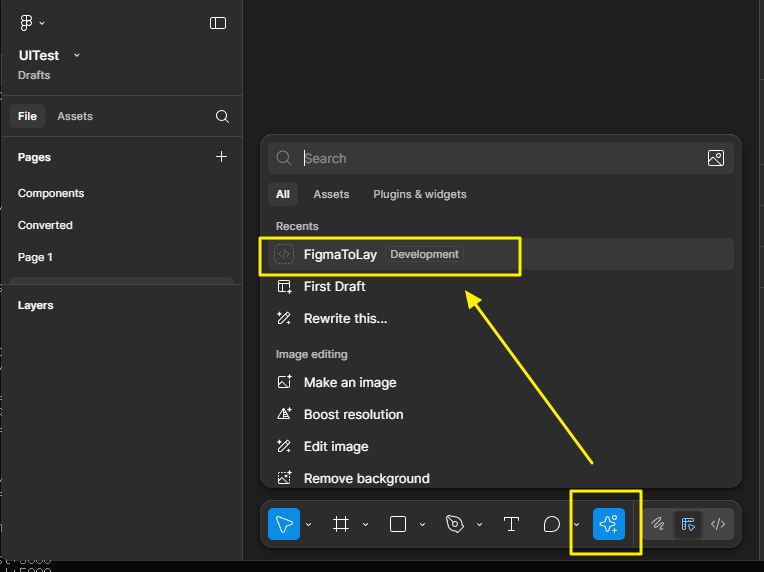 UITest
Drafts
File
Assets
Pages
Components
Converted
Page 1
Layers
Search
All
Assets
Plugins & widgets
Recents
FigmaToLay
Development
First Draft
Rewrite this...
Image editing
Make an image
Boost resolution
Edit image
Remove background